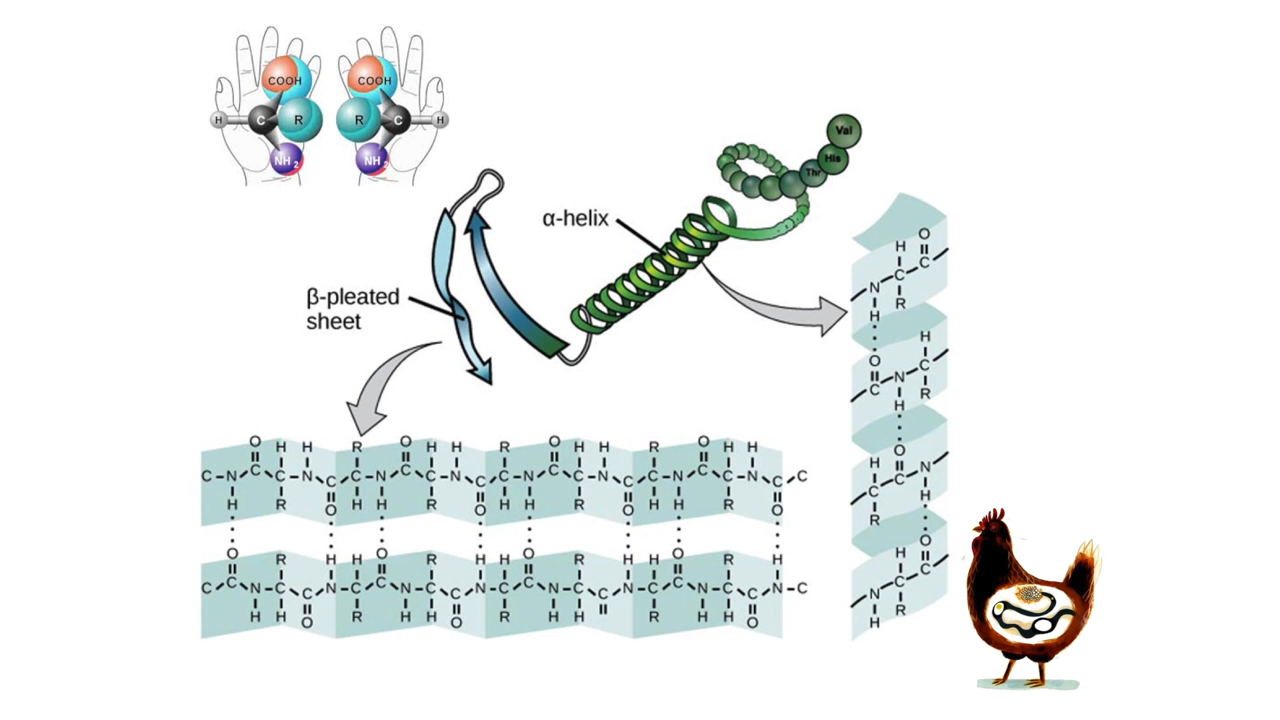 COOH COOH
H C R R C H
NH2 NH2
Val
His
Thr
α-helix
β-pleated
sheet
O
H
C
C
N
R
H
H
O
C
N
C
R
H
O
H
N
C
C
H
R
O
H
C
C
N
R
H
O H H R O H H R O H H R O H H
C N C C N C C N C C N C C N C C N C C N C C N C C
H R O H H R O H H R O H H R O
O R H H O R H H O R H H O R H
C C N C C N C C N C C N C C N C C N C C N C C N C
H H O R H H O R H H R H H O